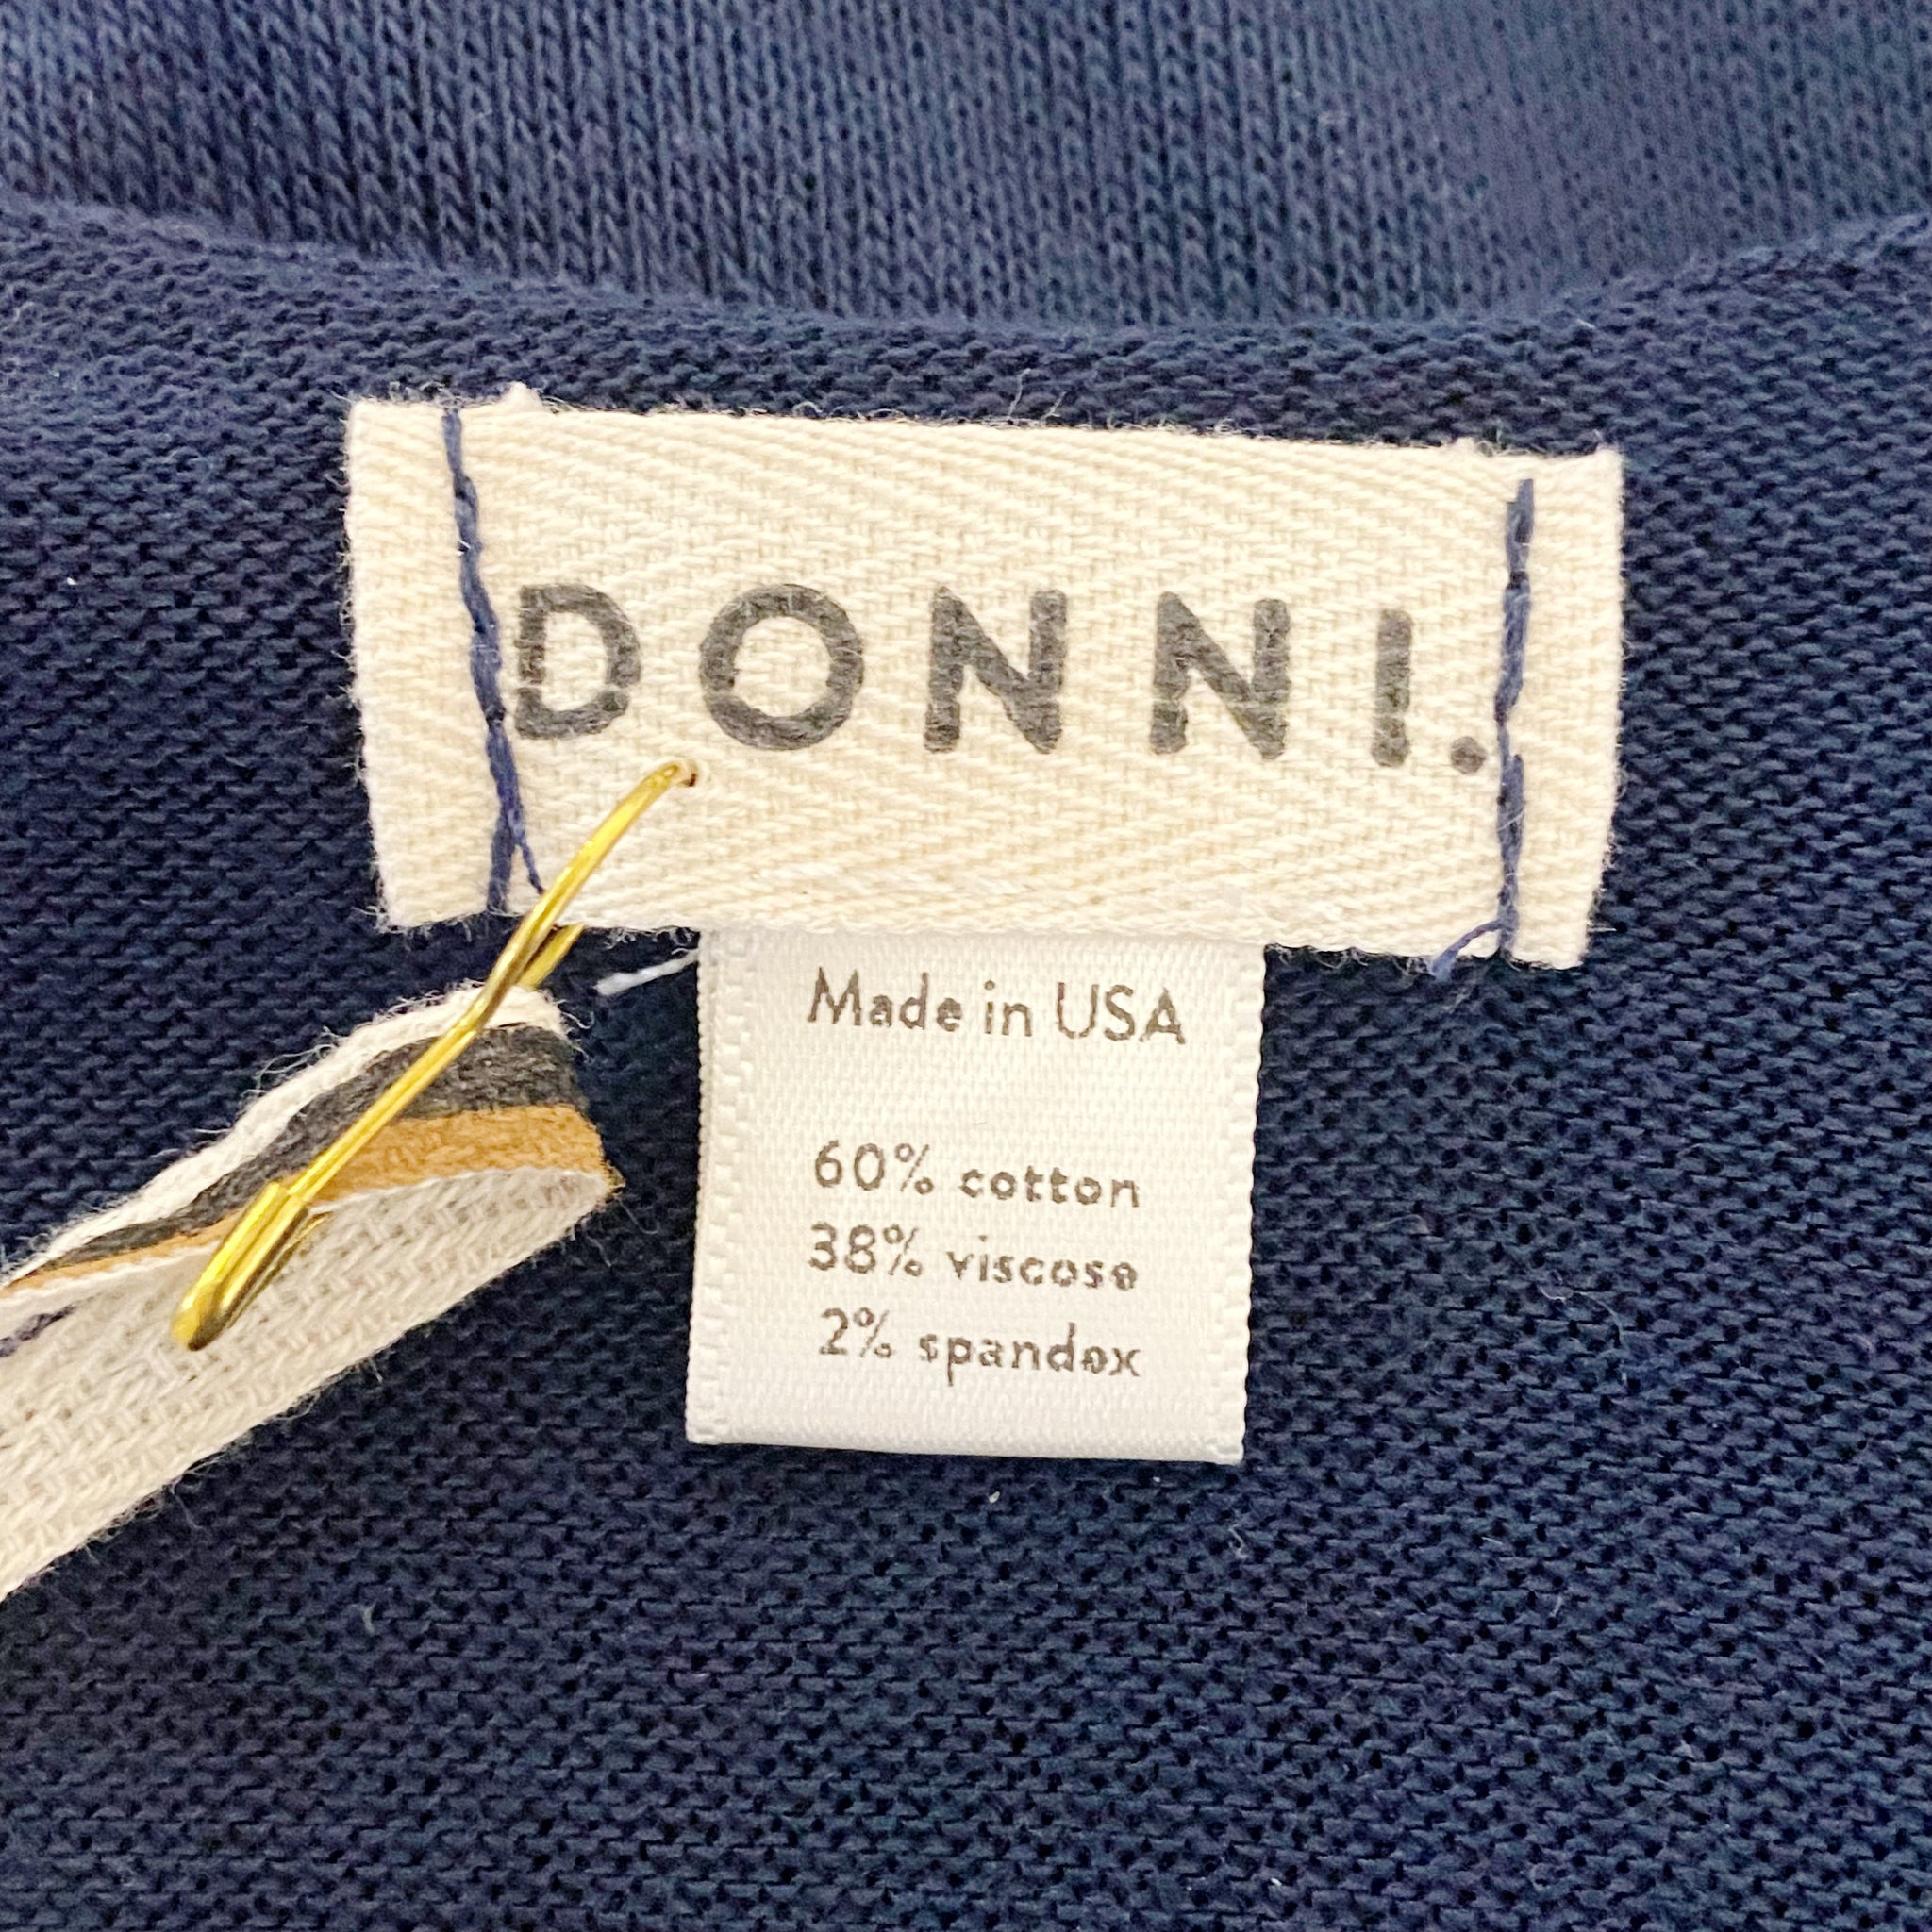 DONNI.
Made in USA
60% cotton
38% viscose
2% spandex